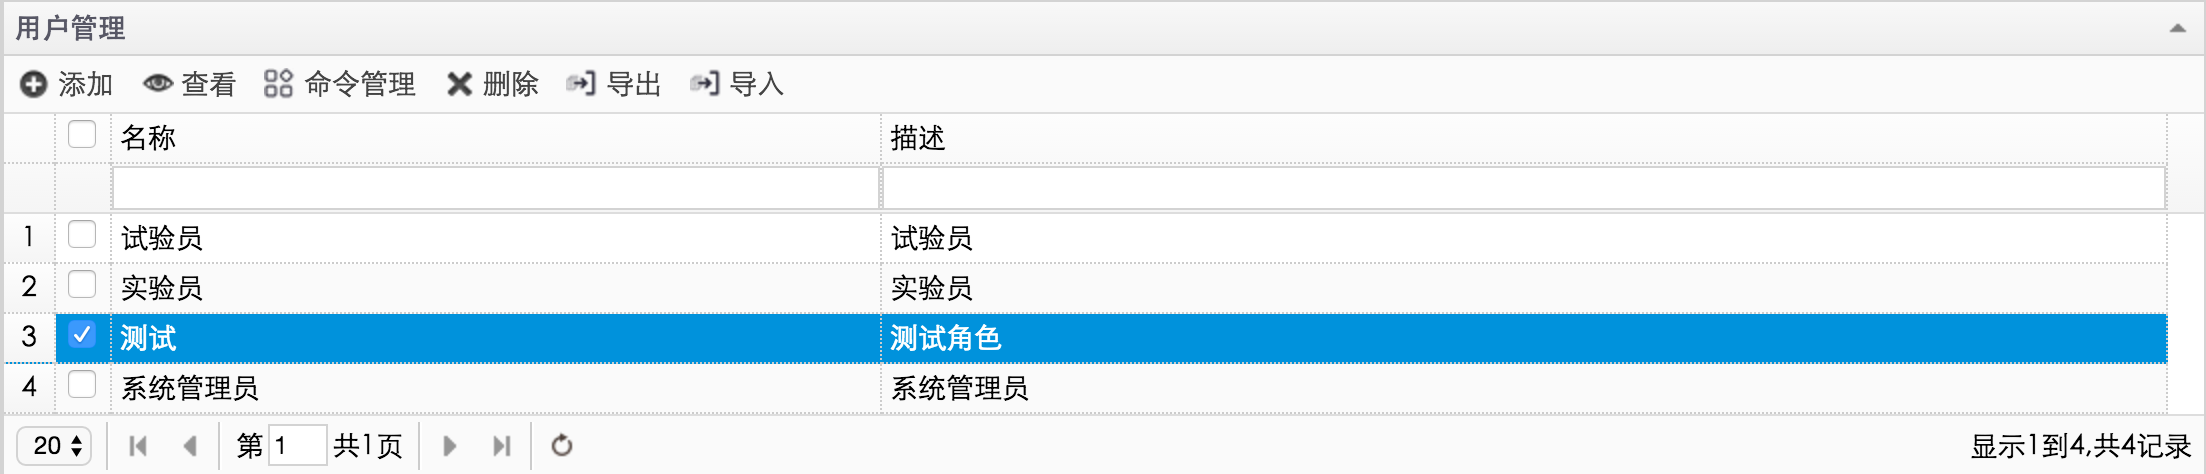 用户管理
添加 查看 命令管理 删除 导出 导入
名称 描述
1 试验员 试验员
2 实验员 实验员
3 测试 测试角色
4 系统管理员 系统管理员
20 第 1 共1页 显示1到4,共4记录